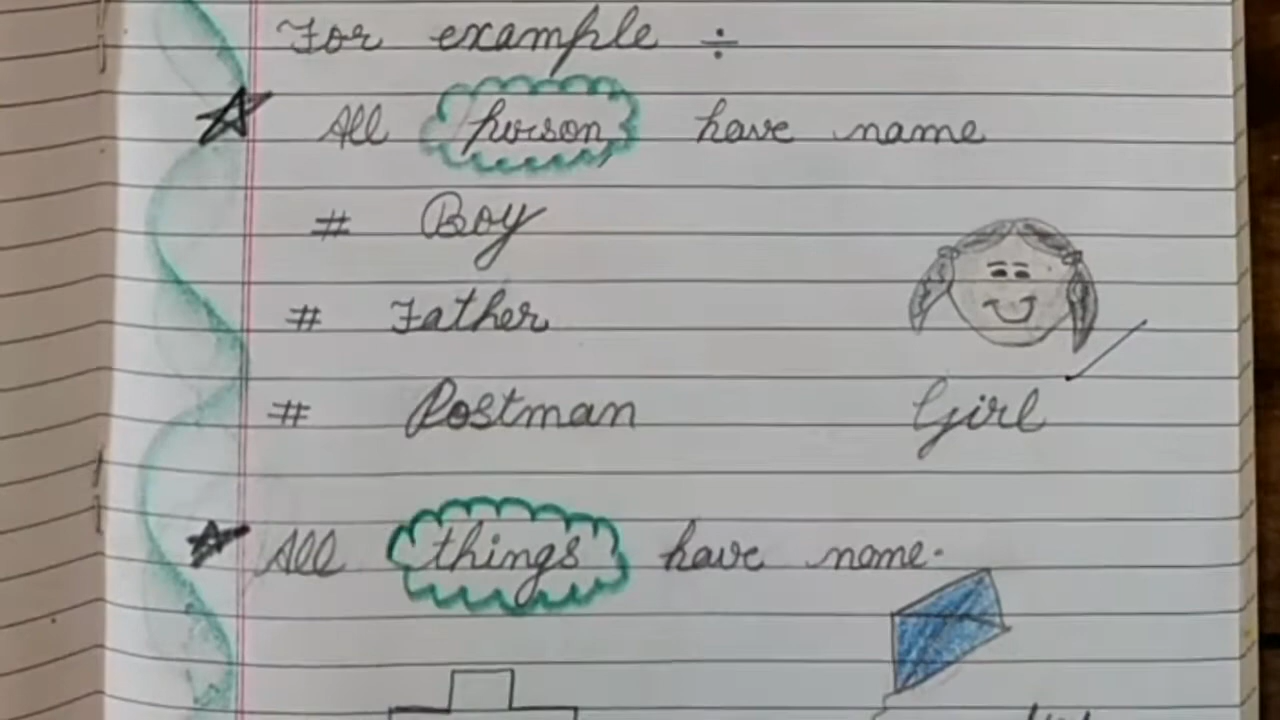 For example ÷
All person have name
# Boy
# Father
# Postman
Girl
All things have name.